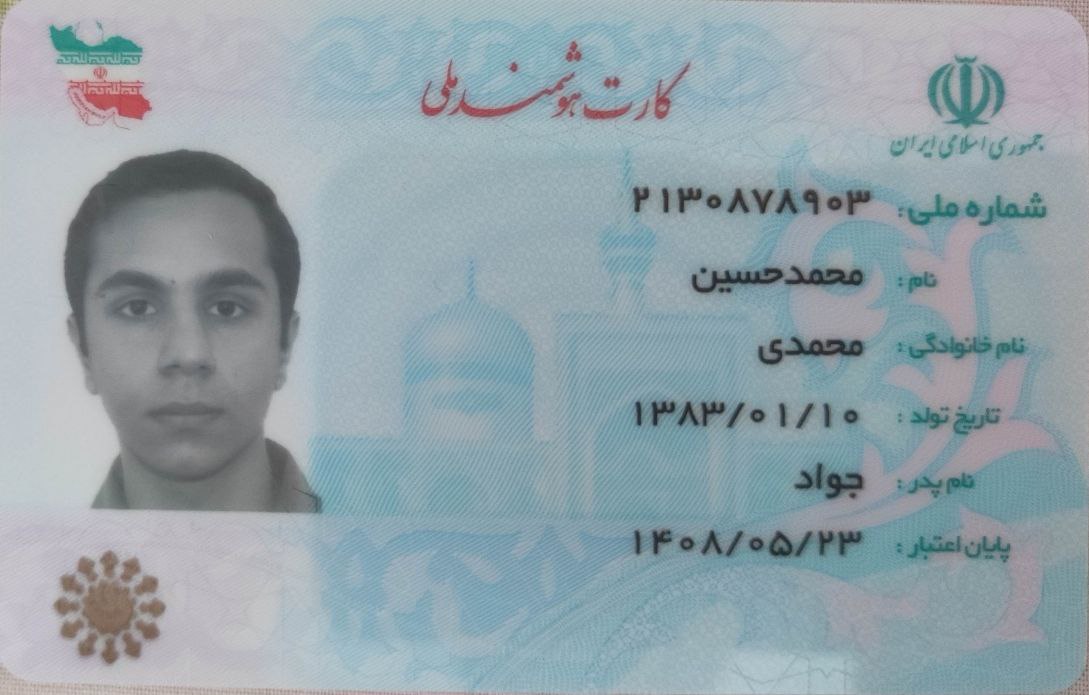 کارت هوشمند ملی
جمهوری اسلامی ایران
شماره ملی: ۲۱۳۰۸۷۸۹۰۳
نام: محمدحسین
نام خانوادگی: محمدی
تاریخ تولد: ۱۳۸۳/۰۱/۱۰
نام پدر: جواد
پایان اعتبار: ۱۴۰۸/۰۵/۲۳